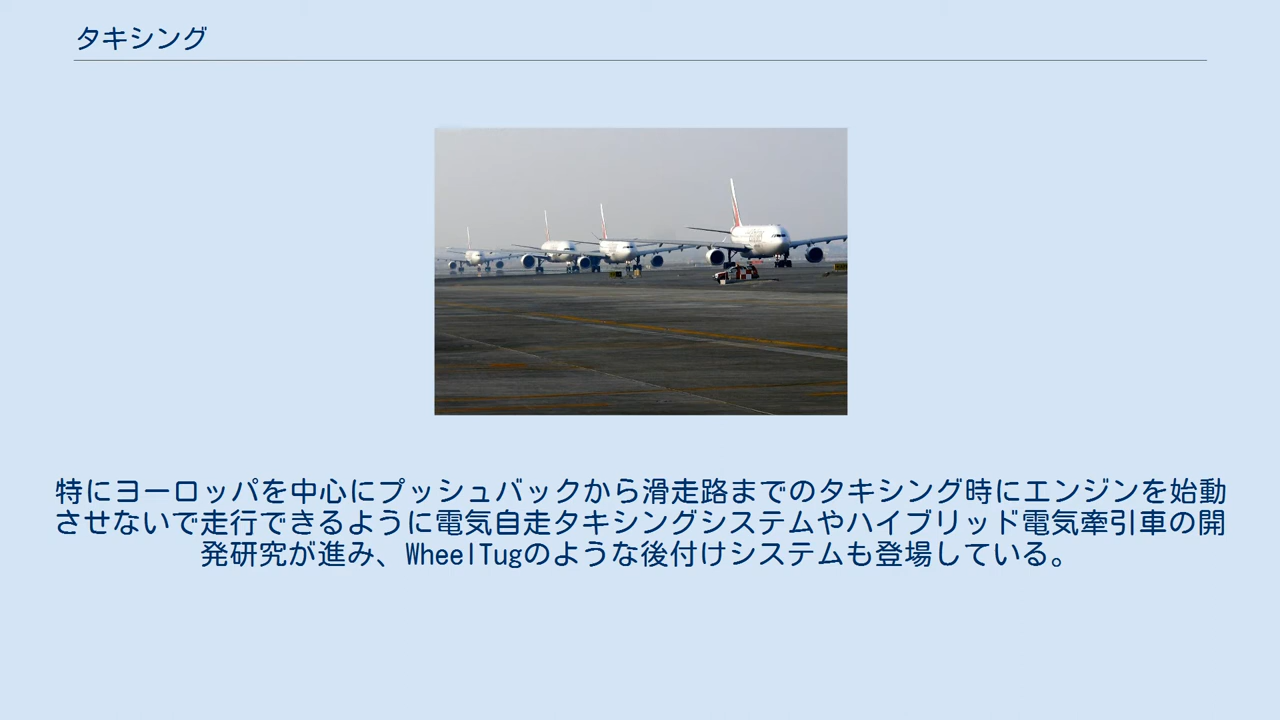 タキシング
特にヨーロッパを中心にプッシュバックから滑走路までのタキシング時にエンジンを始動
させないで走行できるように電気自走タキシングシステムやハイブリッド電気牽引車の開
発研究が進み、WheelTugのような後付けシステムも登場している。